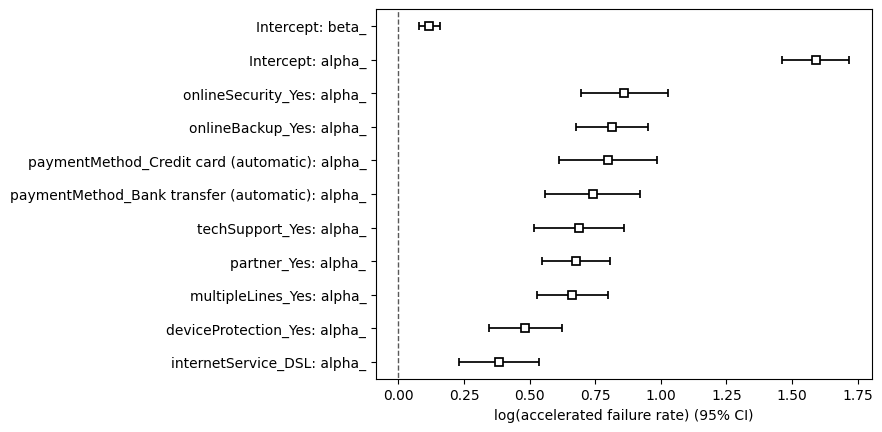 Intercept: beta_
Intercept: alpha_
onlineSecurity_Yes: alpha_
onlineBackup_Yes: alpha_
paymentMethod_Credit card (automatic): alpha_
paymentMethod_Bank transfer (automatic): alpha_
techSupport_Yes: alpha_
partner_Yes: alpha_
multipleLines_Yes: alpha_
deviceProtection_Yes: alpha_
internetService_DSL: alpha_
0.00 0.25 0.50 0.75 1.00 1.25 1.50 1.75
log(accelerated failure rate) (95% CI)